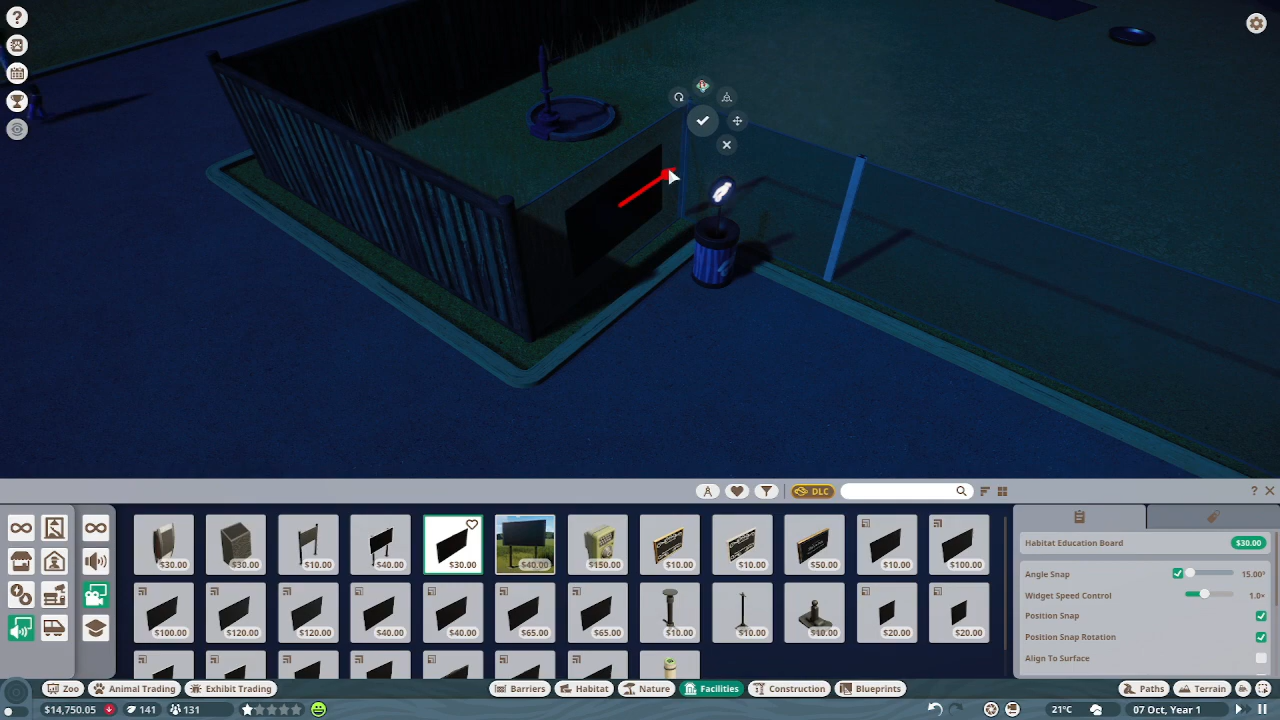 DLC
$30.00 $30.00 $10.00 $40.00 $30.00 $40.00 $150.00 $10.00 $10.00 $50.00 $10.00 $100.00
$100.00 $120.00 $120.00 $40.00 $40.00 $65.00 $65.00 $10.00 $10.00 $10.00 $20.00 $20.00
? ×
Habitat Education Board $30.00
Angle Snap 15.00°
Widget Speed Control 1.0×
Position Snap
Position Snap Rotation
Align To Surface
Zoo Animal Trading Exhibit Trading Barriers Habitat Nature Facilities Construction Blueprints Paths Terrain
$14,750.05 141 131 21°C 07 Oct, Year 1